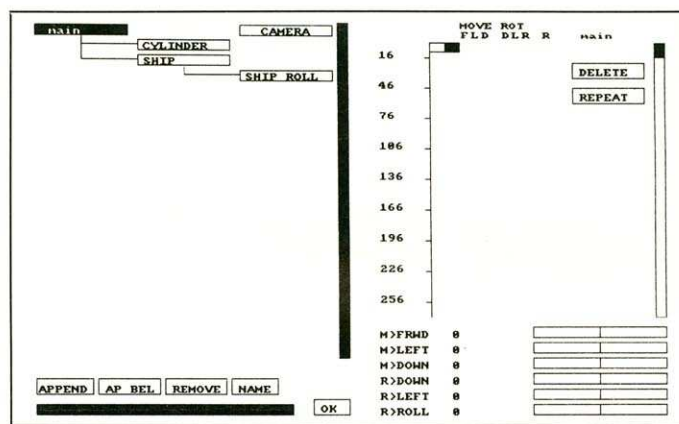 main
CAMERA
CYLINDER
SHIP
SHIP ROLL
APPEND
AP BEL
REMOVE
NAME
OK
MOVE ROT
FLD DLR R main
16
46
76
106
136
166
196
226
256
DELETE
REPEAT
M>FRWD 0
M>LEFT 0
M>DOWN 0
R>DOWN 0
R>LEFT 0
R>ROLL 0